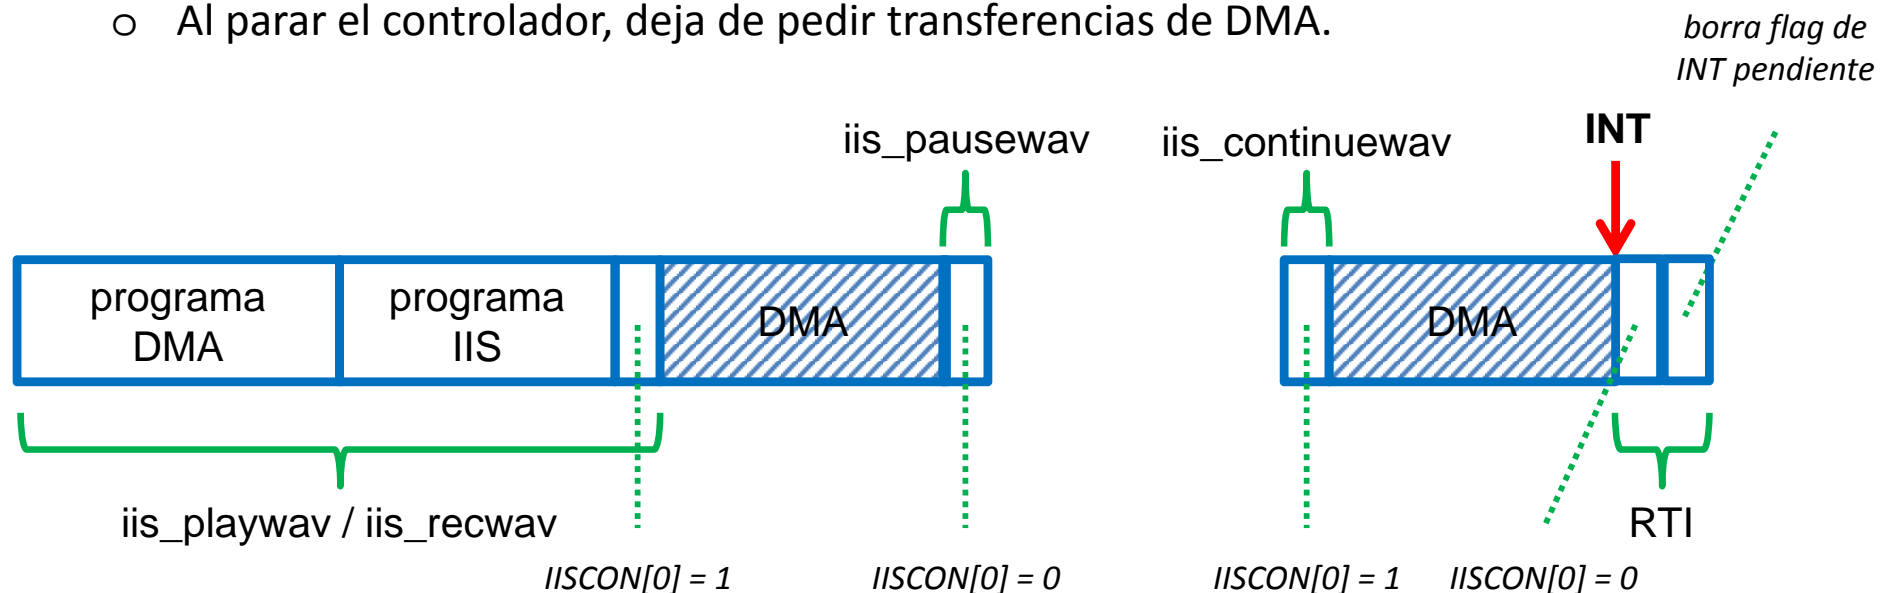 o Al parar el controlador, deja de pedir transferencias de DMA.
borra flag de
INT pendiente
iis_pausewav
iis_continuewav
INT
programa
DMA
programa
IIS
DMA
DMA
iis_playwav / iis_recwav
RTI
IISCON[0] = 1
IISCON[0] = 0
IISCON[0] = 1
IISCON[0] = 0